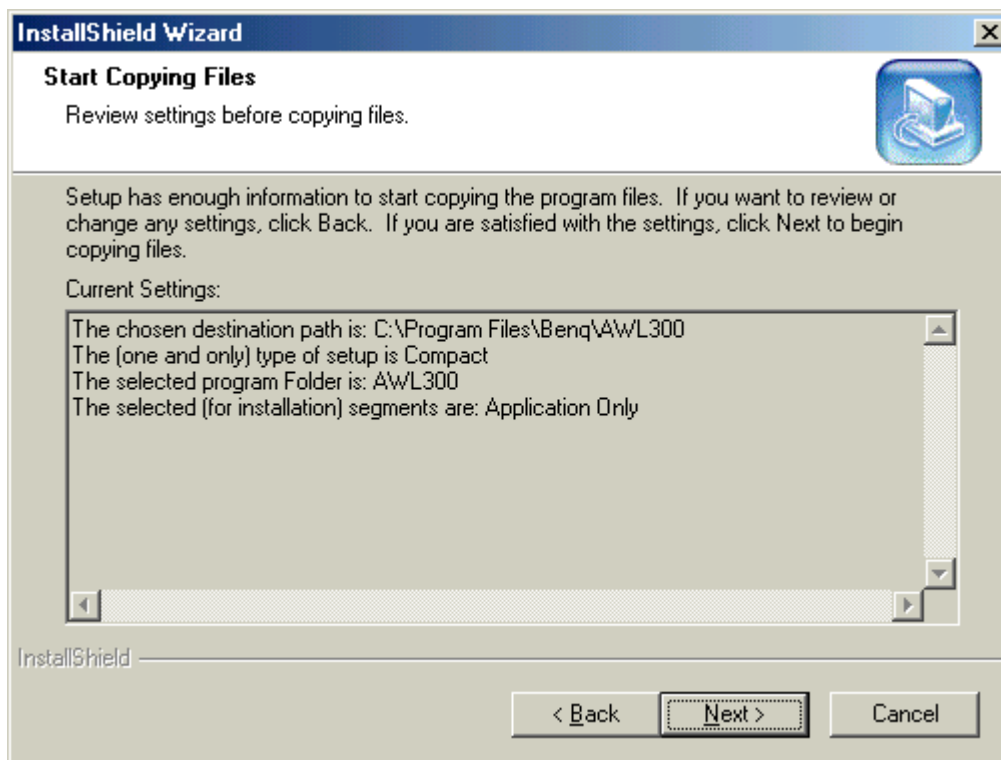 InstallShield Wizard
Start Copying Files
Review settings before copying files.
Setup has enough information to start copying the program files.  If you want to review or
change any settings, click Back.  If you are satisfied with the settings, click Next to begin
copying files.
Current Settings:
The chosen destination path is: C:\Program Files\Benq\AWL300
The (one and only) type of setup is Compact
The selected program Folder is: AWL300
The selected (for installation) segments are: Application Only
InstallShield
< Back
Next >
Cancel